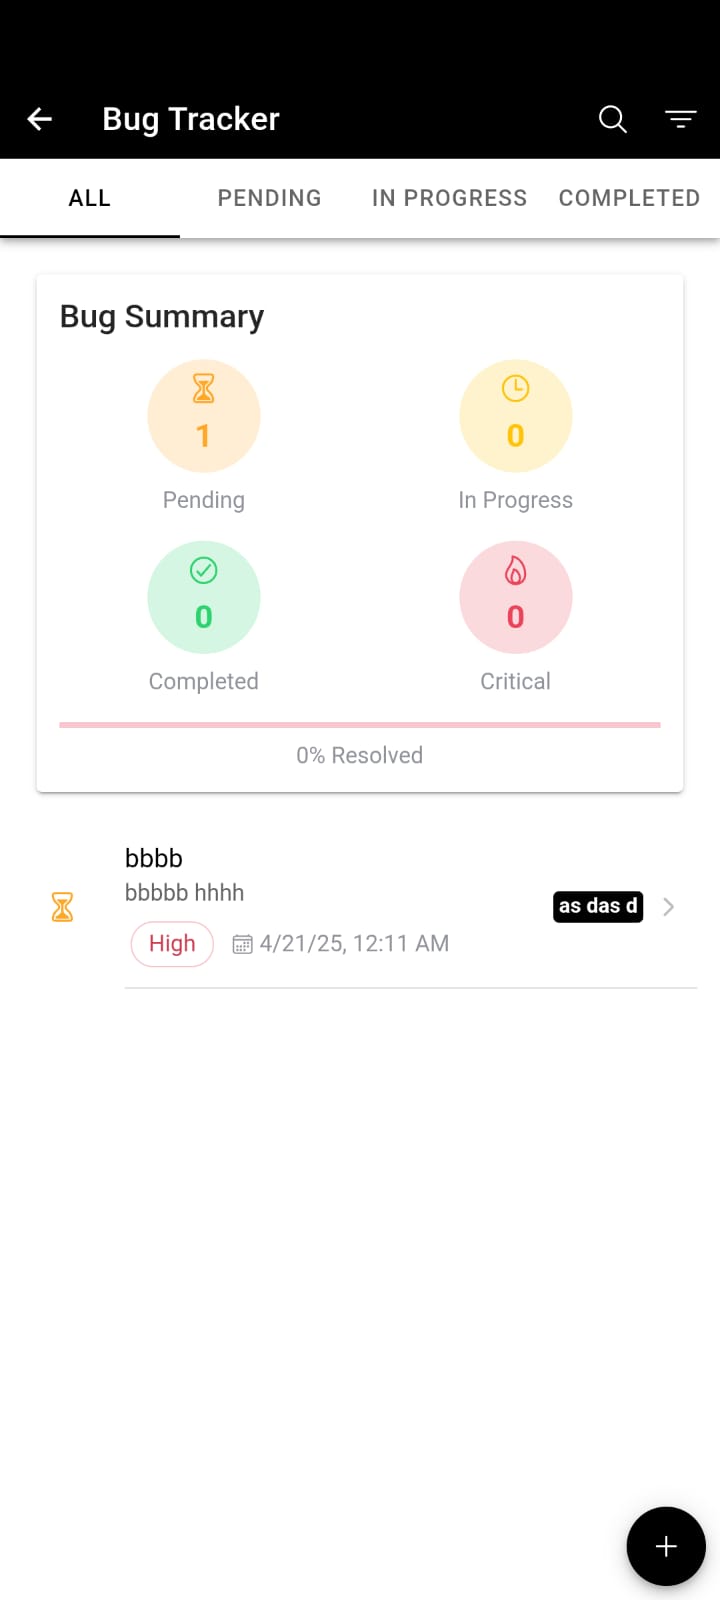 Bug Tracker
ALL PENDING IN PROGRESS COMPLETED
Bug Summary
1 0
Pending In Progress
0 0
Completed Critical
0% Resolved
bbbb
bbbbb hhhh
as das d
High 4/21/25, 12:11 AM